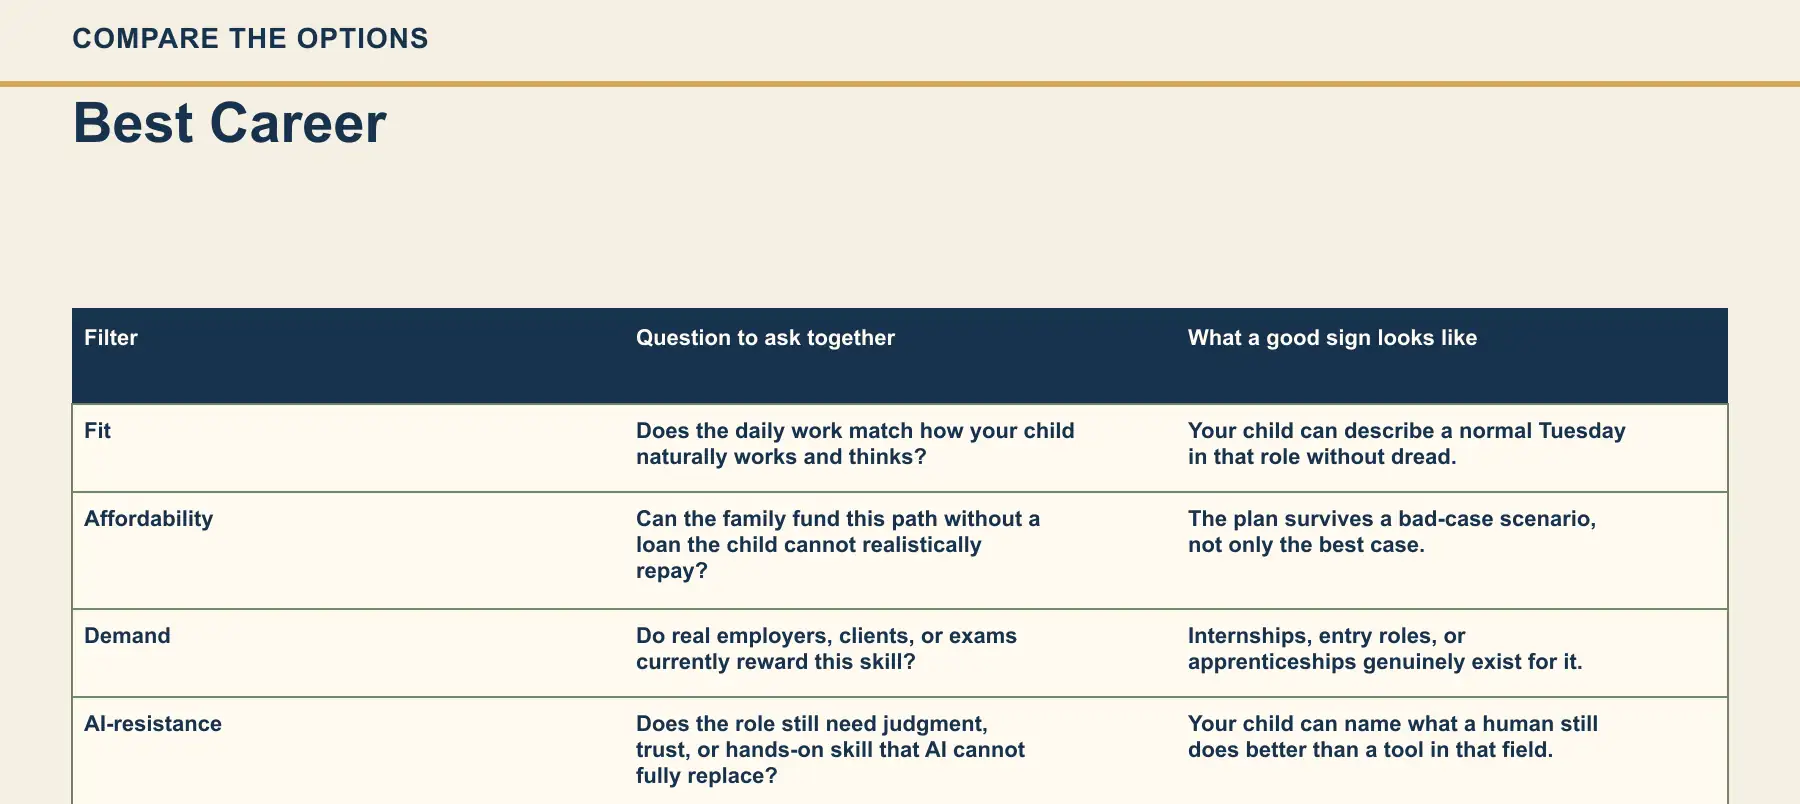 COMPARE THE OPTIONS
Best Career
Filter
Question to ask together
What a good sign looks like
Fit
Does the daily work match how your child
naturally works and thinks?
Your child can describe a normal Tuesday
in that role without dread.
Affordability
Can the family fund this path without a
loan the child cannot realistically
repay?
The plan survives a bad-case scenario,
not only the best case.
Demand
Do real employers, clients, or exams
currently reward this skill?
Internships, entry roles, or
apprenticeships genuinely exist for it.
AI-resistance
Does the role still need judgment,
trust, or hands-on skill that AI cannot
fully replace?
Your child can name what a human still
does better than a tool in that field.